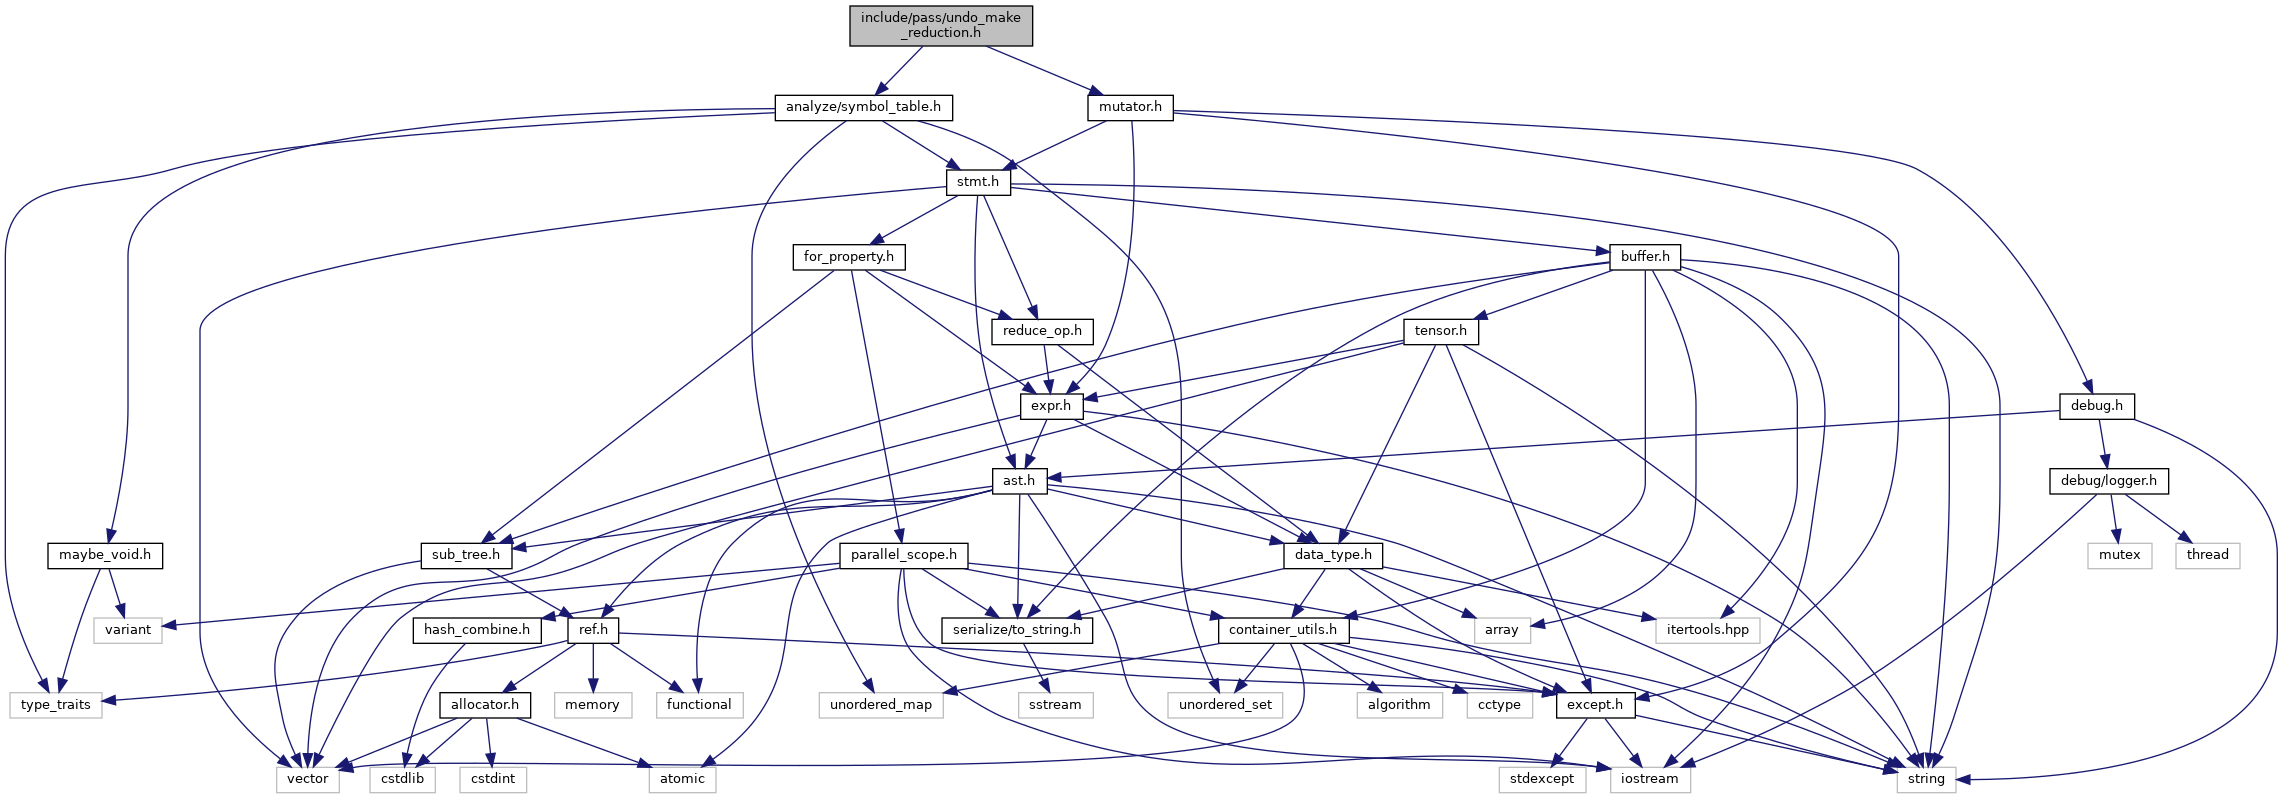 include/pass/undo_make
_reduction.h
analyze/symbol_table.h
mutator.h
stmt.h
for_property.h
buffer.h
reduce_op.h
tensor.h
expr.h
debug.h
ast.h
debug/logger.h
maybe_void.h
sub_tree.h
parallel_scope.h
data_type.h
mutex
thread
variant
hash_combine.h
ref.h
serialize/to_string.h
container_utils.h
array
itertools.hpp
type_traits
allocator.h
memory
functional
unordered_map
sstream
unordered_set
algorithm
cctype
except.h
vector
cstdlib
cstdint
atomic
stdexcept
iostream
string